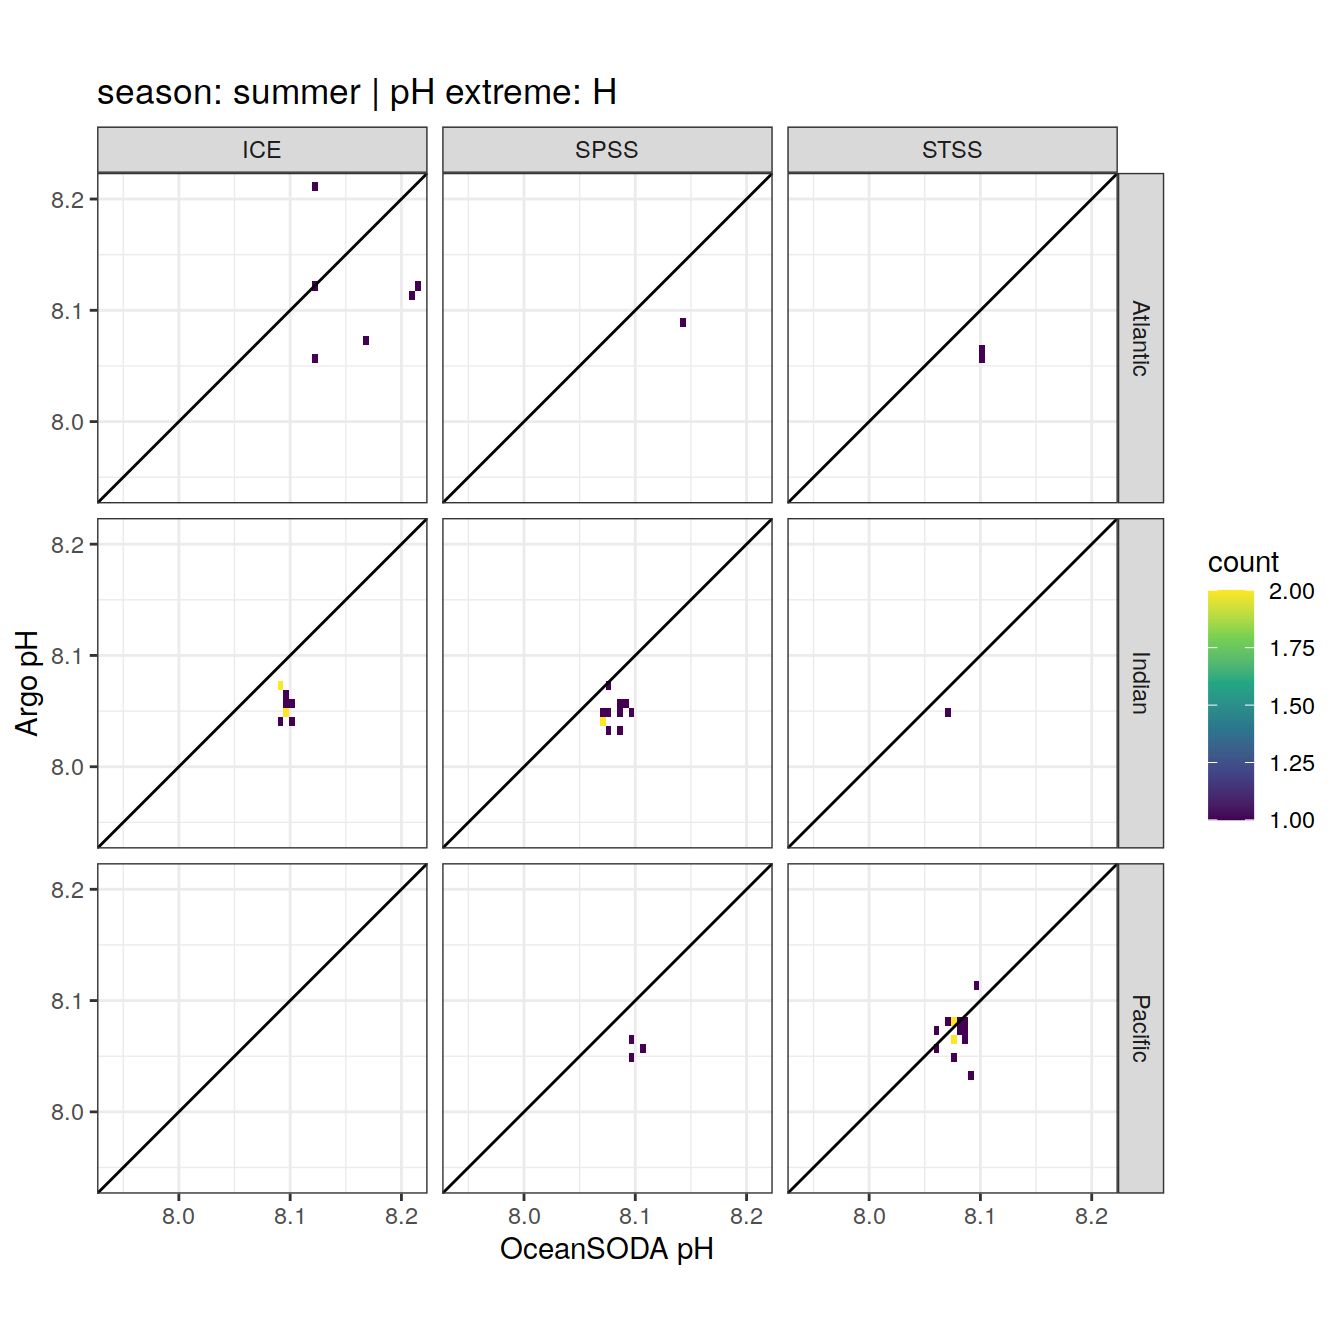 season: summer | pH extreme: H
ICE SPSS STSS
8.2
8.1
8.0
Atlantic
8.2
8.1
8.0
Indian
8.2
8.1
8.0
Pacific
8.0 8.1 8.2 8.0 8.1 8.2 8.0 8.1 8.2
OceanSODA pH
Argo pH
count
2.00
1.75
1.50
1.25
1.00